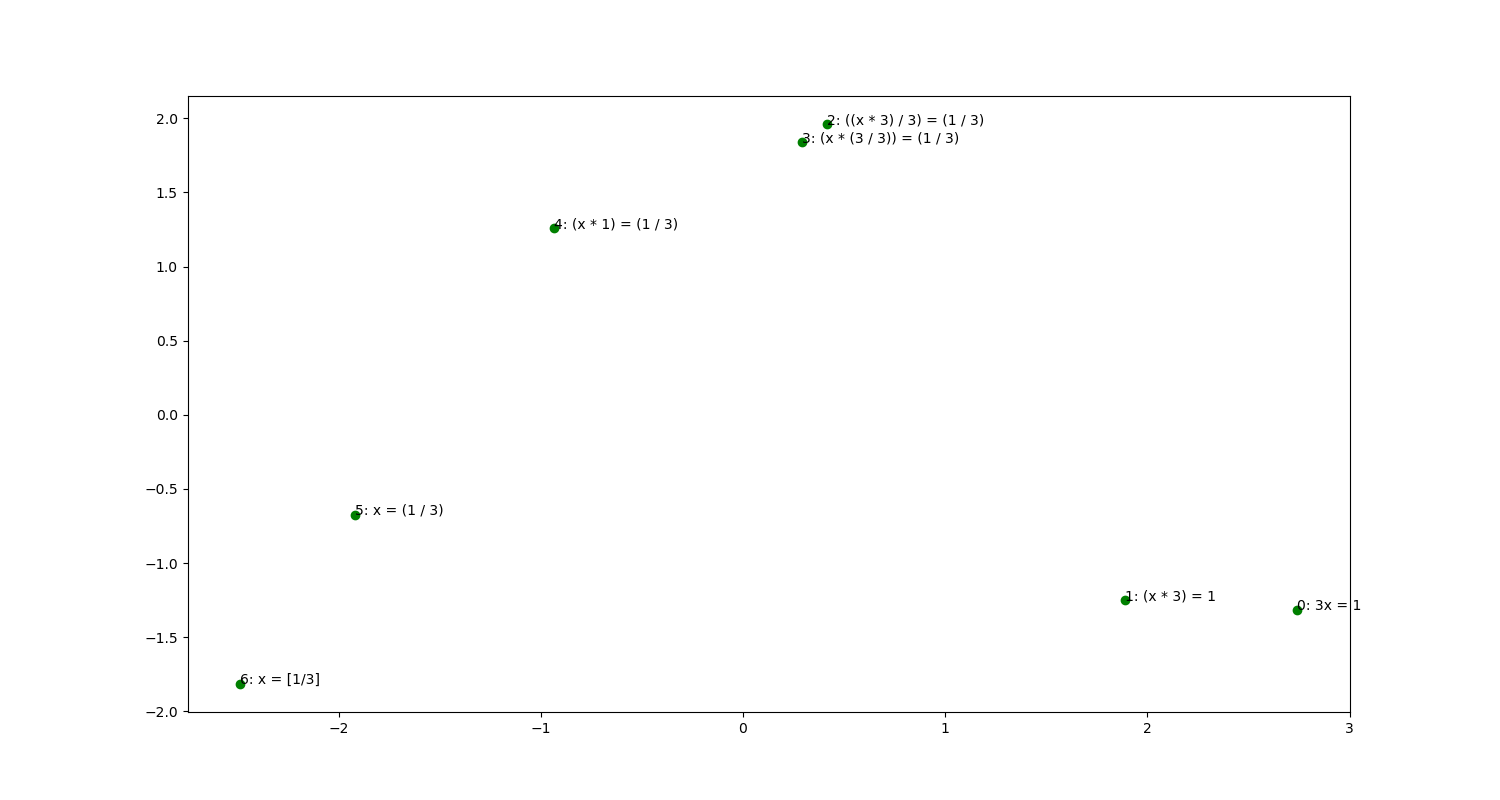 2.0
1.5
1.0
0.5
0.0
−0.5
−1.0
−1.5
−2.0
2: ((x * 3) / 3) = (1 / 3)
3: (x * (3 / 3)) = (1 / 3)
4: (x * 1) = (1 / 3)
5: x = (1 / 3)
1: (x * 3) = 1
0: 3x = 1
6: x = [1/3]
−2 −1 0 1 2 3